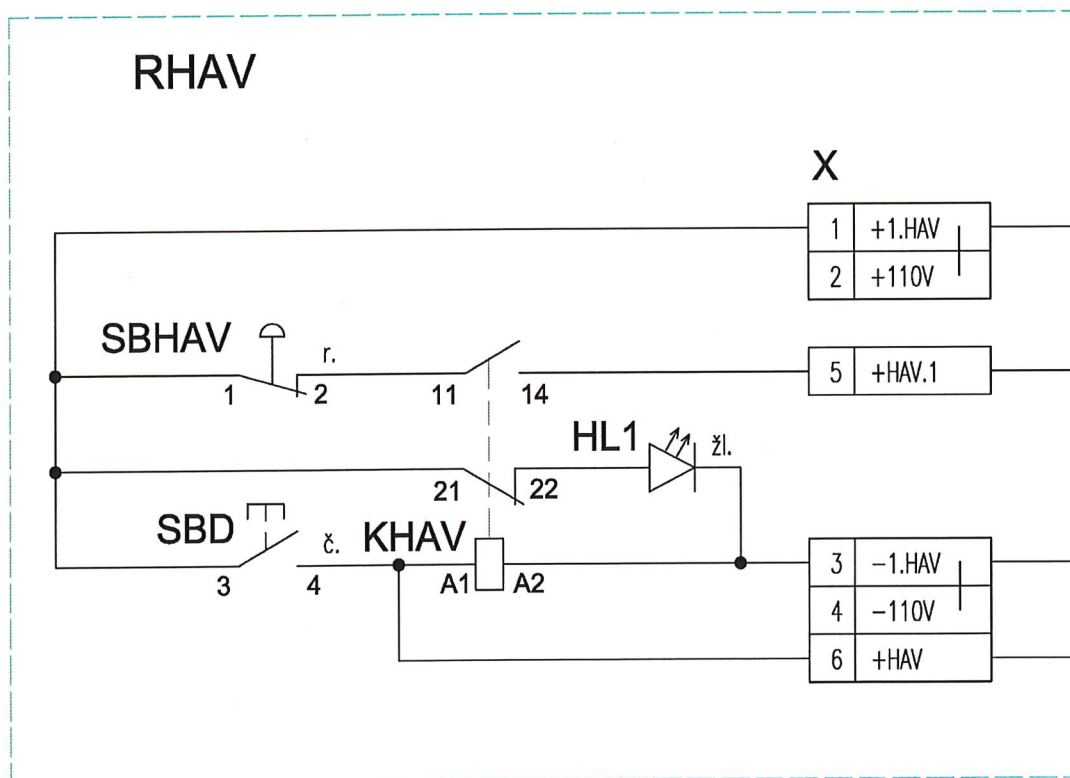 RHAV
X
1 +1.HAV
2 +110V
SBHAV r.
1 2 11 14 5 +HAV.1
HL1 žl.
21 22
SBD č. KHAV
3 4 A1 A2 3 -1.HAV
4 -110V
6 +HAV